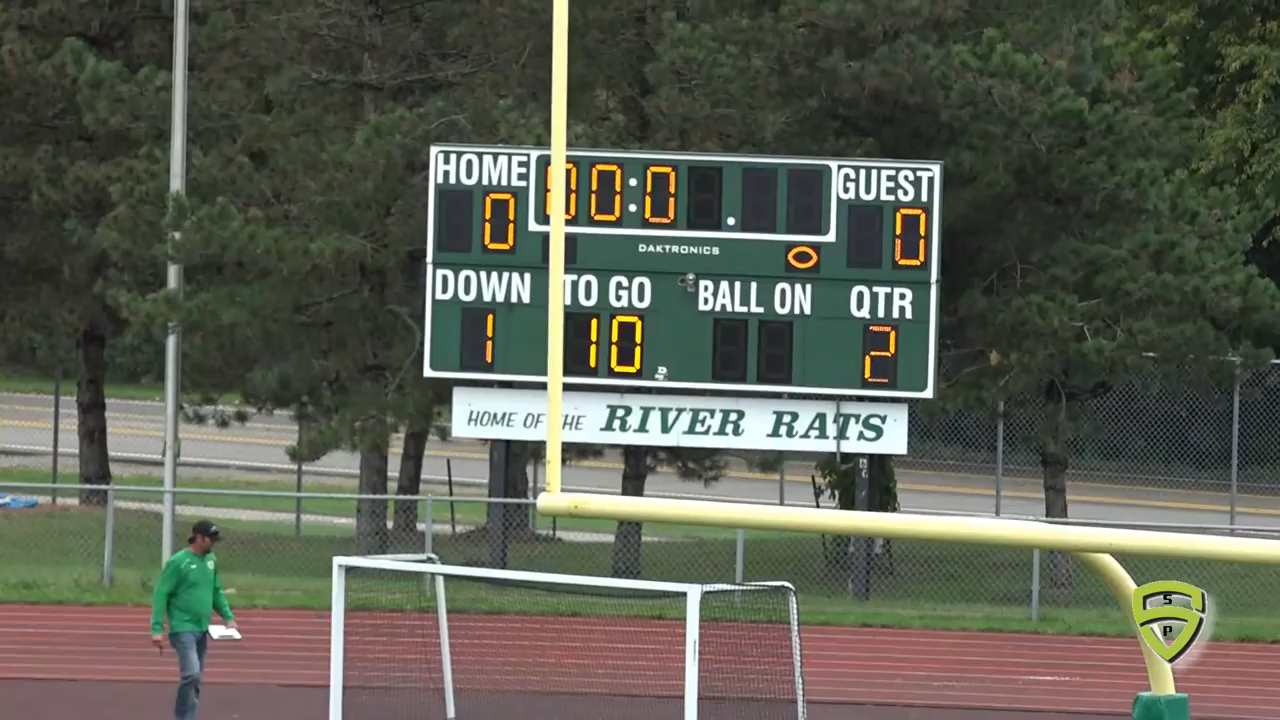 HOME 00:0 . GUEST
0 0
DAKTRONICS
DOWN TO GO BALL ON QTR
1 10 2
HOME OF THE RIVER RATS
S
P